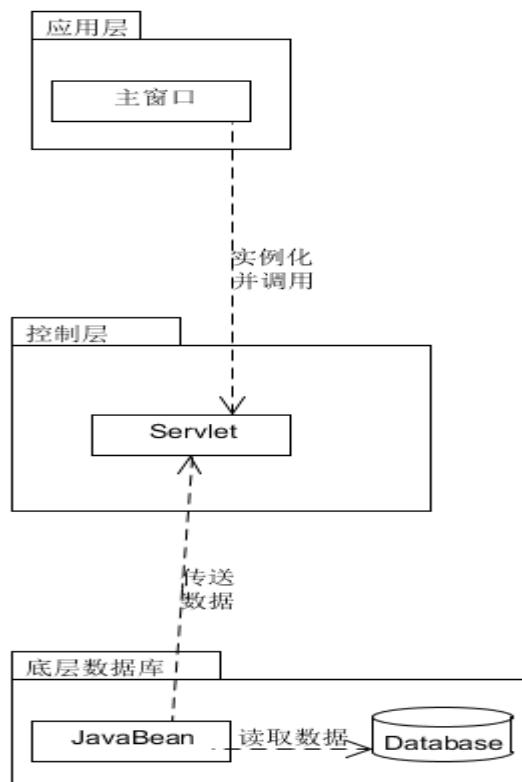 应用层
主窗口
实例化
并调用
控制层
Servlet
传送
数据
底层数据库
JavaBean
读取数据
Database